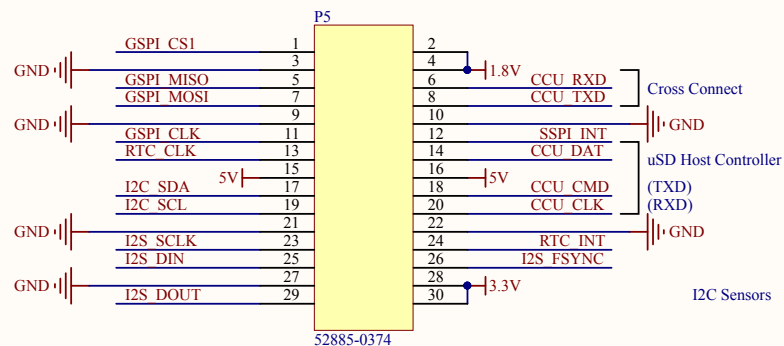 P5
GSPI_CS1 1 2
GND 3 4 1.8V
GSPI_MISO 5 6 CCU_RXD
Cross Connect
GSPI_MOSI 7 8 CCU_TXD
GND 9 10 GND
GSPI_CLK 11 12 SSPI_INT
RTC_CLK 13 14 CCU_DAT
uSD Host Controller
5V 15 16 5V
I2C_SDA 17 18 CCU_CMD (TXD)
I2C_SCL 19 20 CCU_CLK (RXD)
GND 21 22 GND
I2S_SCLK 23 24 RTC_INT
I2S_DIN 25 26 I2S_FSYNC
GND 27 28 3.3V
I2S_DOUT 29 30 I2C Sensors
52885-0374